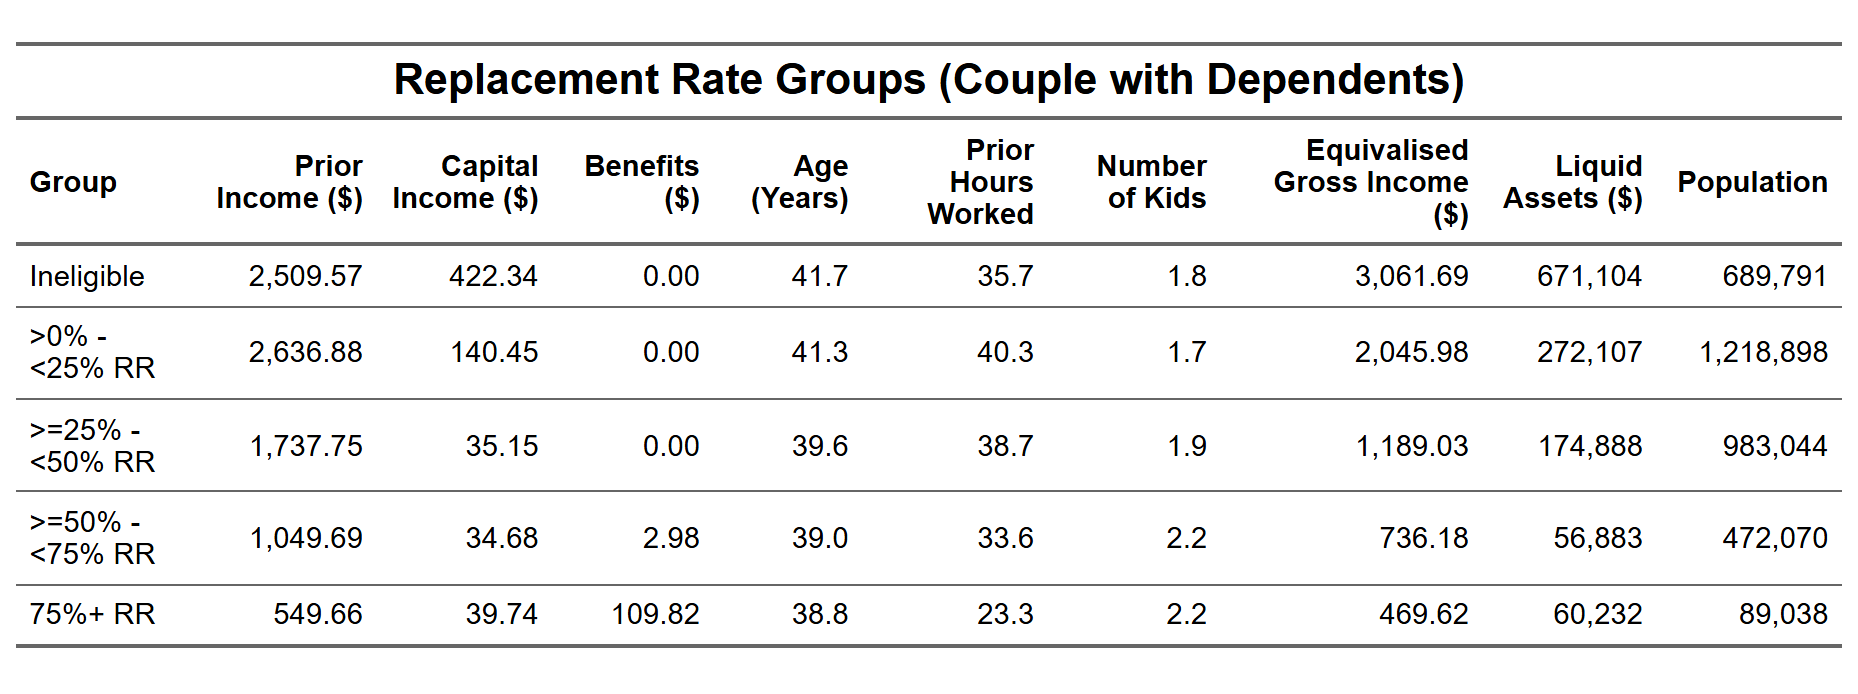 Replacement Rate Groups (Couple with Dependents)
Group Prior Income ($) Capital Income ($) Benefits ($) Age (Years) Prior Hours Worked Number of Kids Equivalised Gross Income ($) Liquid Assets ($) Population
Ineligible 2,509.57 422.34 0.00 41.7 35.7 1.8 3,061.69 671,104 689,791
>0% - <25% RR 2,636.88 140.45 0.00 41.3 40.3 1.7 2,045.98 272,107 1,218,898
>=25% - <50% RR 1,737.75 35.15 0.00 39.6 38.7 1.9 1,189.03 174,888 983,044
>=50% - <75% RR 1,049.69 34.68 2.98 39.0 33.6 2.2 736.18 56,883 472,070
75%+ RR 549.66 39.74 109.82 38.8 23.3 2.2 469.62 60,232 89,038